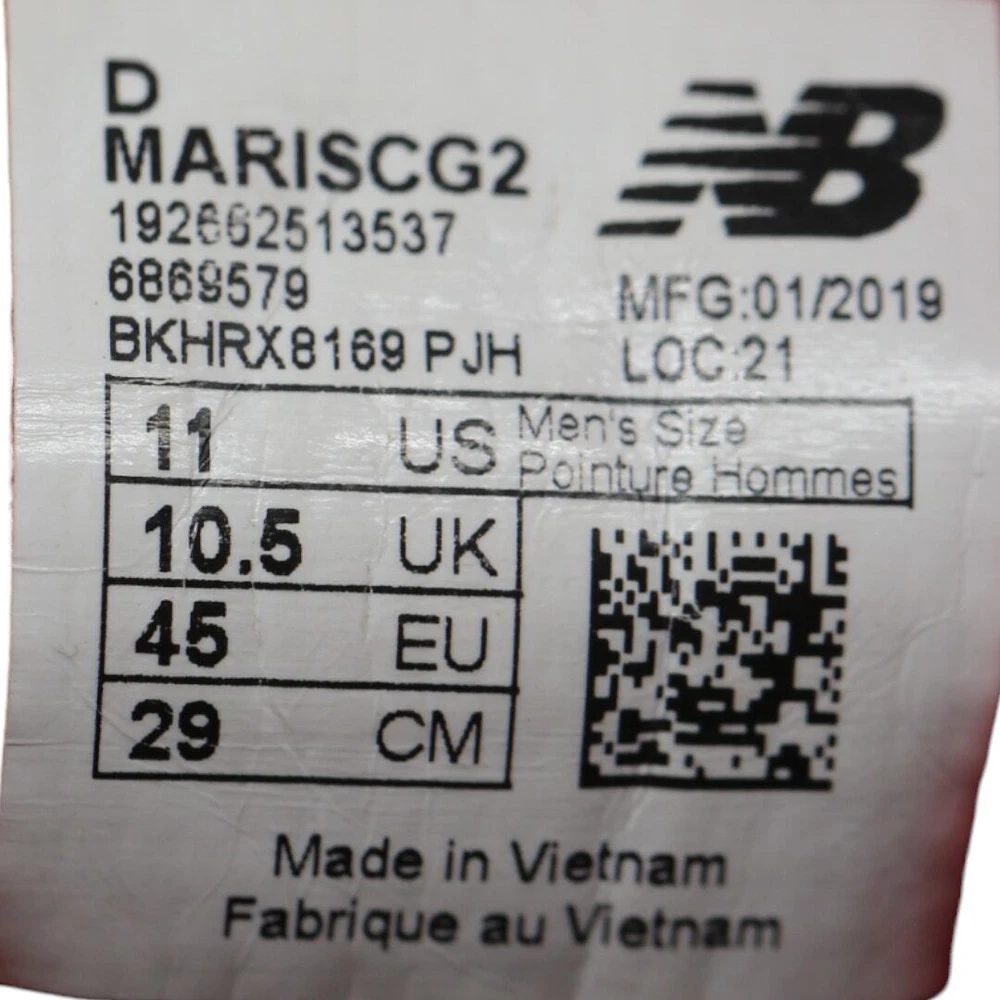 D
MARISCG2
NB
192662513537
6869579
MFG:01/2019
BKHRX8169 PJH
LOC:21
11 US Men's Size
Pointure Hommes
10.5 UK
45 EU
29 CM
Made in Vietnam
Fabrique au Vietnam